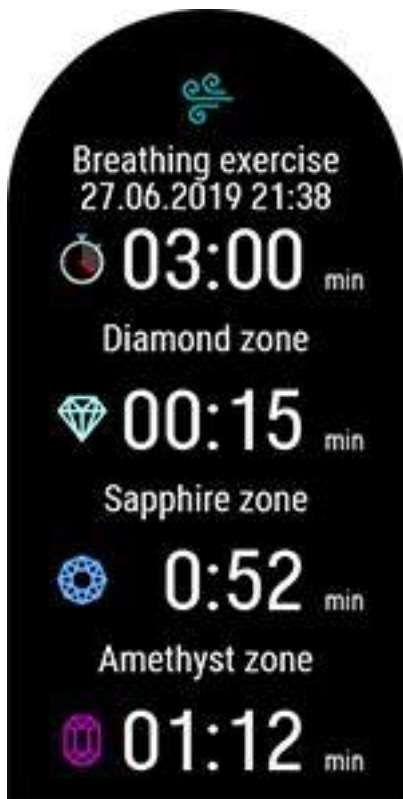 Breathing exercise
27.06.2019 21:38
03:00 min
Diamond zone
00:15 min
Sapphire zone
0:52 min
Amethyst zone
01:12 min